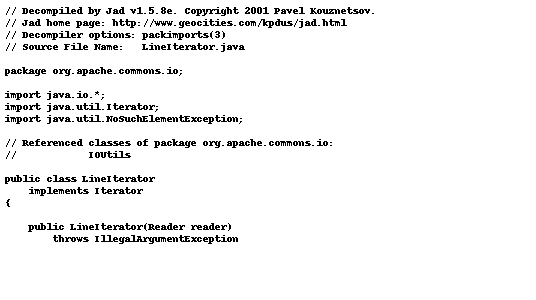 // Decompiled by Jad v1.5.8e. Copyright 2001 Pavel Kouznetsov.
// Jad home page: http://www.geocities.com/kpdus/jad.html
// Decompiler options: packimports(3)
// Source File Name:   LineIterator.java

package org.apache.commons.io;

import java.io.*;
import java.util.Iterator;
import java.util.NoSuchElementException;

// Referenced classes of package org.apache.commons.io:
//            IOUtils

public class LineIterator
    implements Iterator
{

    public LineIterator(Reader reader)
        throws IllegalArgumentException